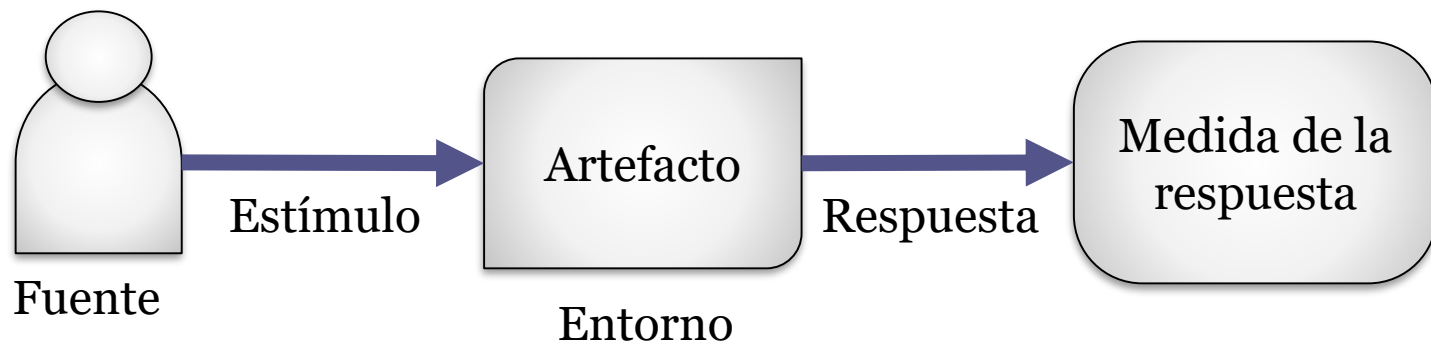 Fuente
Estímulo
Artefacto
Entorno
Respuesta
Medida de la
respuesta